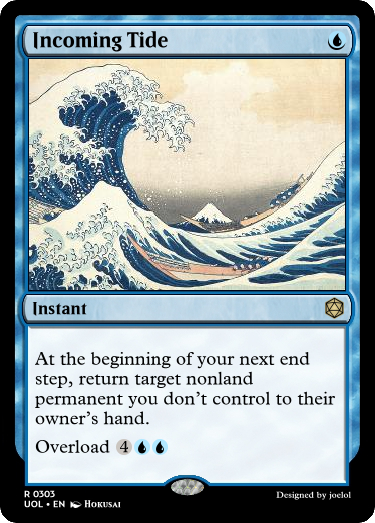 Incoming Tide
Instant
At the beginning of your next end
step, return target nonland
permanent you don't control to their
owner's hand.
Overload 4
R 0303
UOL • EN Hokusai
Designed by joelol